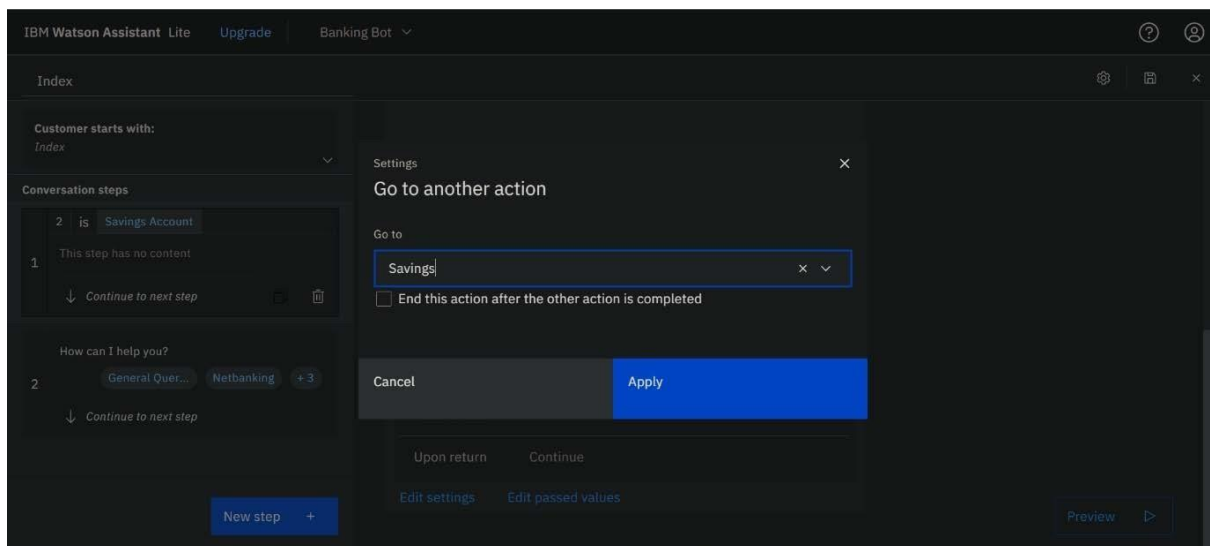 IBM Watson Assistant Lite Upgrade Banking Bot
Index
Customer starts with:
Index
Conversation steps
2 is Savings Account
1
This step has no content
Continue to next step
How can I help you?
2
General Quer... Netbanking + 3
Continue to next step
New step +
Settings
Go to another action
Go to
Savings
End this action after the other action is completed
Cancel Apply
Upon return Continue
Edit settings Edit passed values
Preview